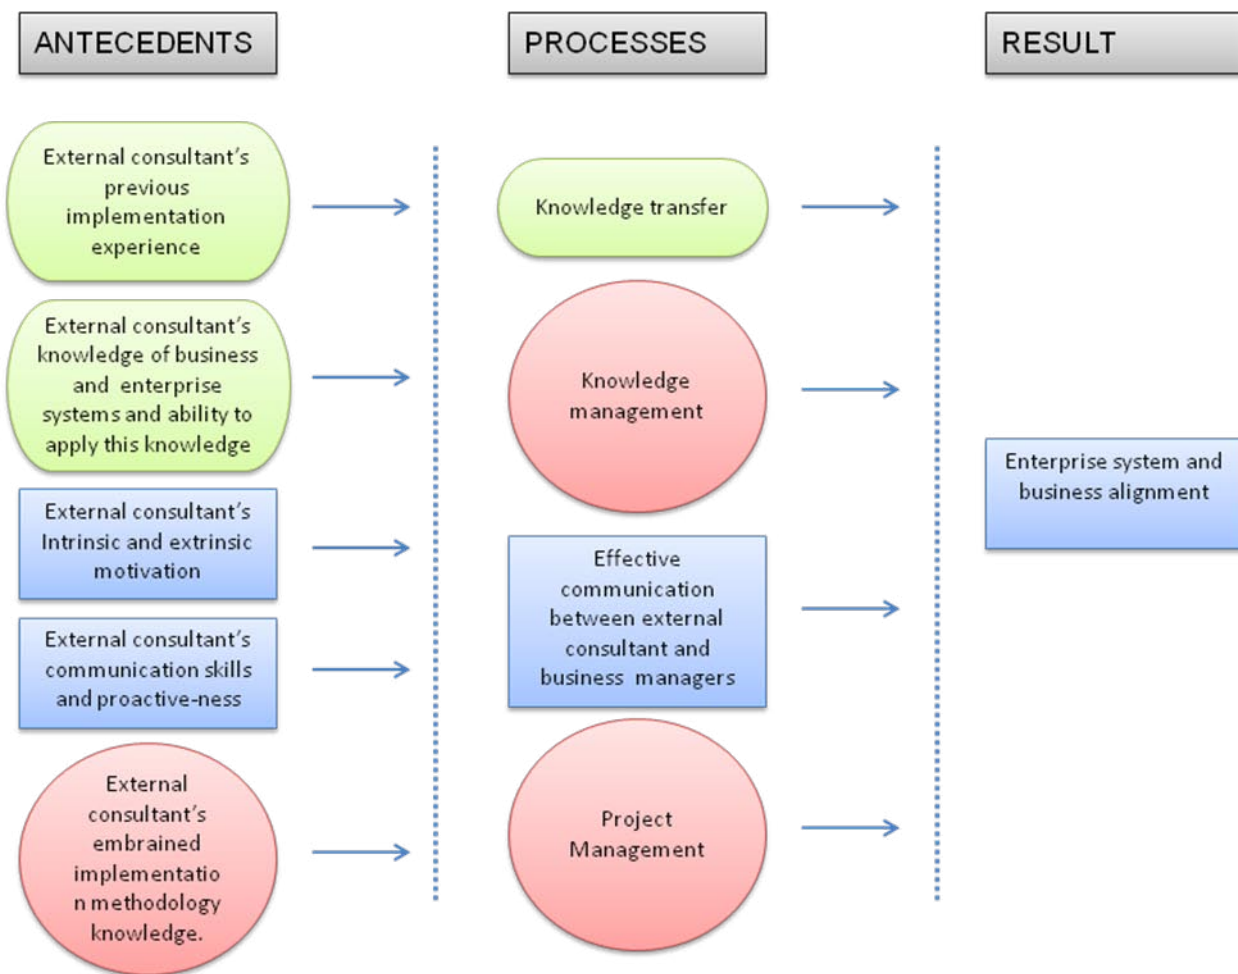 ANTECEDENTS
PROCESSES
RESULT
External consultant's
previous
implementation
experience
External consultant's
knowledge of business
and enterprise
systems and ability to
apply this knowledge
External consultant's
Intrinsic and extrinsic
motivation
External consultant's
communication skills
and proactive-ness
External
consultant's
embrained
implementatio
n methodology
knowledge.
Knowledge transfer
Knowledge
management
Effective
communication
between external
consultant and
business managers
Project
Management
Enterprise system and
business alignment